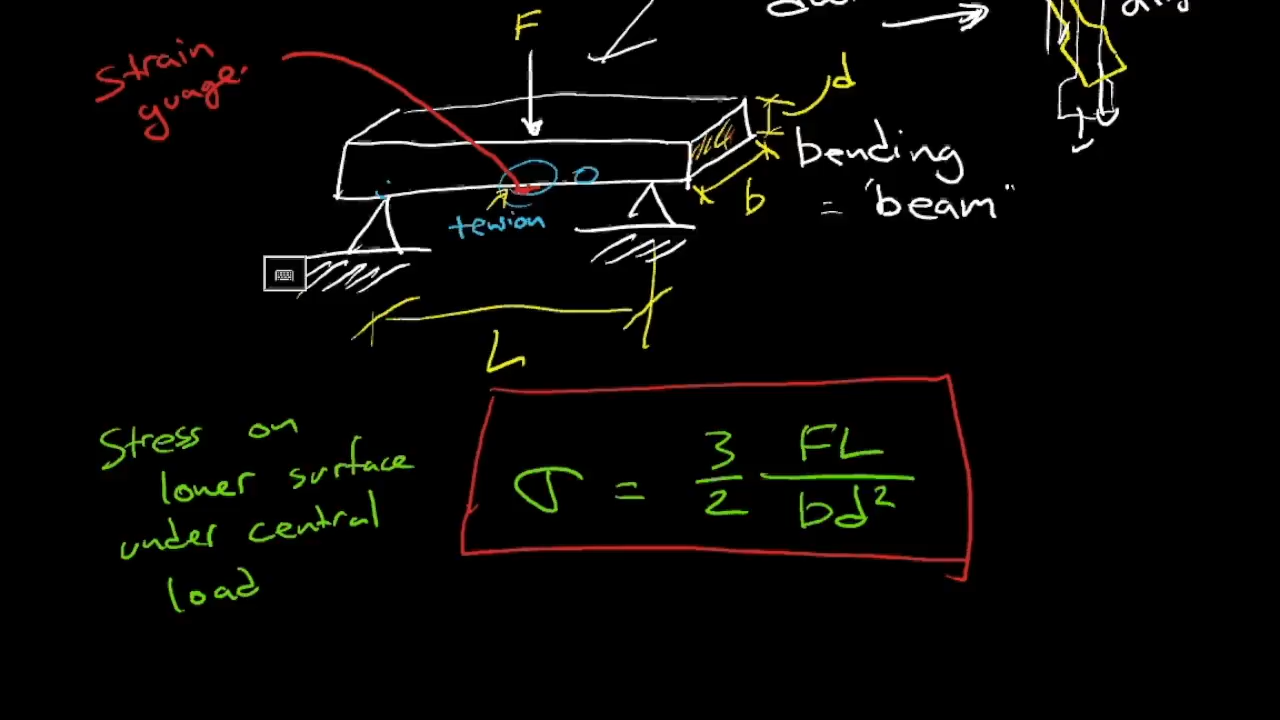 F
Strain
guage.
d
bending
= "beam"
b
tension
L
Stress on
lower surface
under central
load
σ = 3/2 FL/bd²